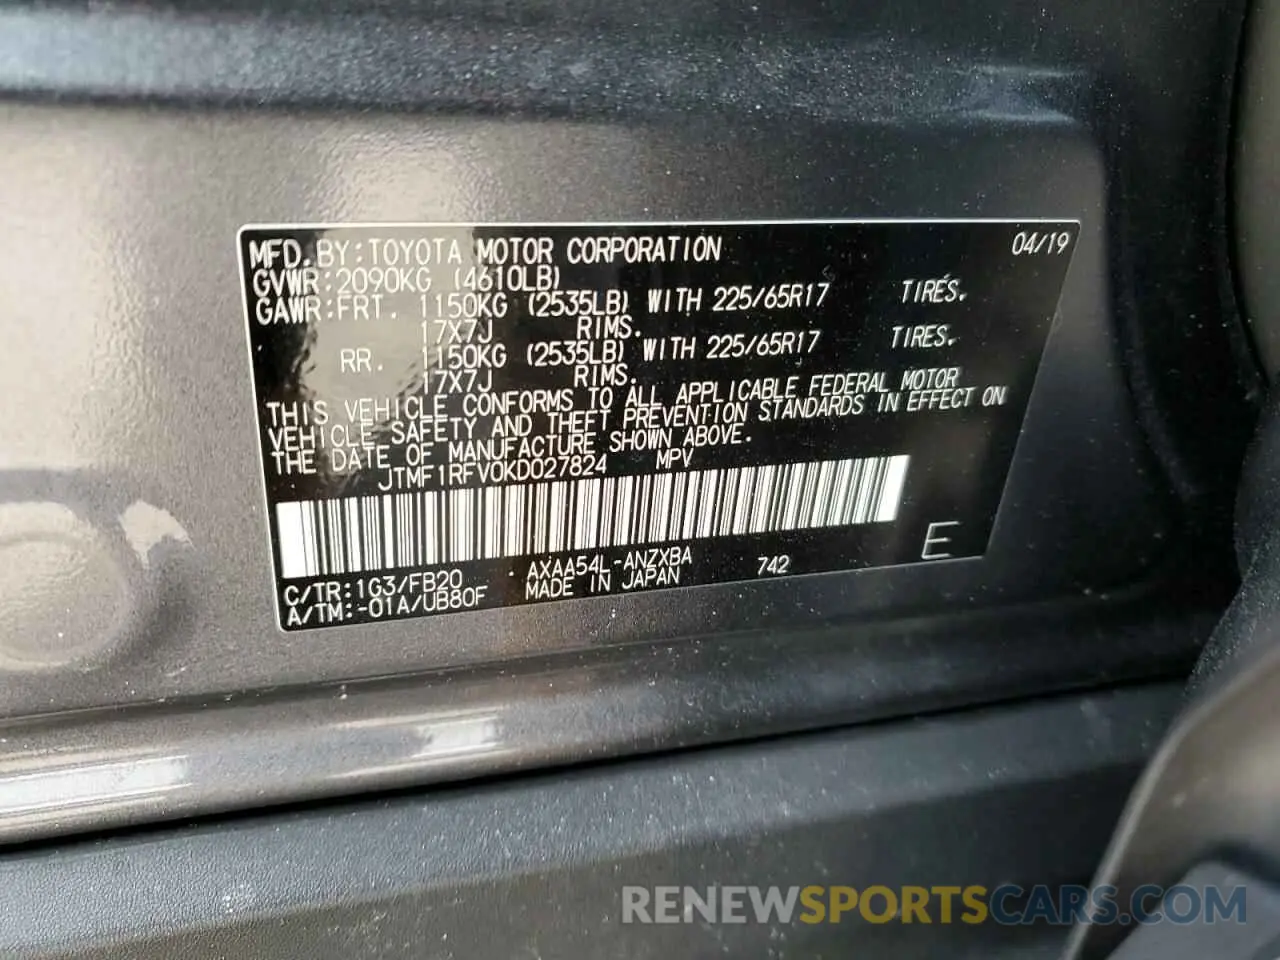 MFD. BY: TOYOTA MOTOR CORPORATION 04/19
GVWR: 2090KG (4610LB)
GAWR: FRT. 1150KG (2535LB) WITH 225/65R17 TIRES.
17X7J RIMS.
RR. 1150KG (2535LB) WITH 225/65R17 TIRES.
17X7J RIMS.
THIS VEHICLE CONFORMS TO ALL APPLICABLE FEDERAL MOTOR
VEHICLE SAFETY AND THEFT PREVENTION STANDARDS IN EFFECT ON
THE DATE OF MANUFACTURE SHOWN ABOVE.
JTMF1RFV0KD027824 MPV
E
C/TR: 1G3/FB20 AXAA54L-ANZXBA 742
A/TM: -01A/UB80F MADE IN JAPAN
RENEWSPORTSCARS.COM